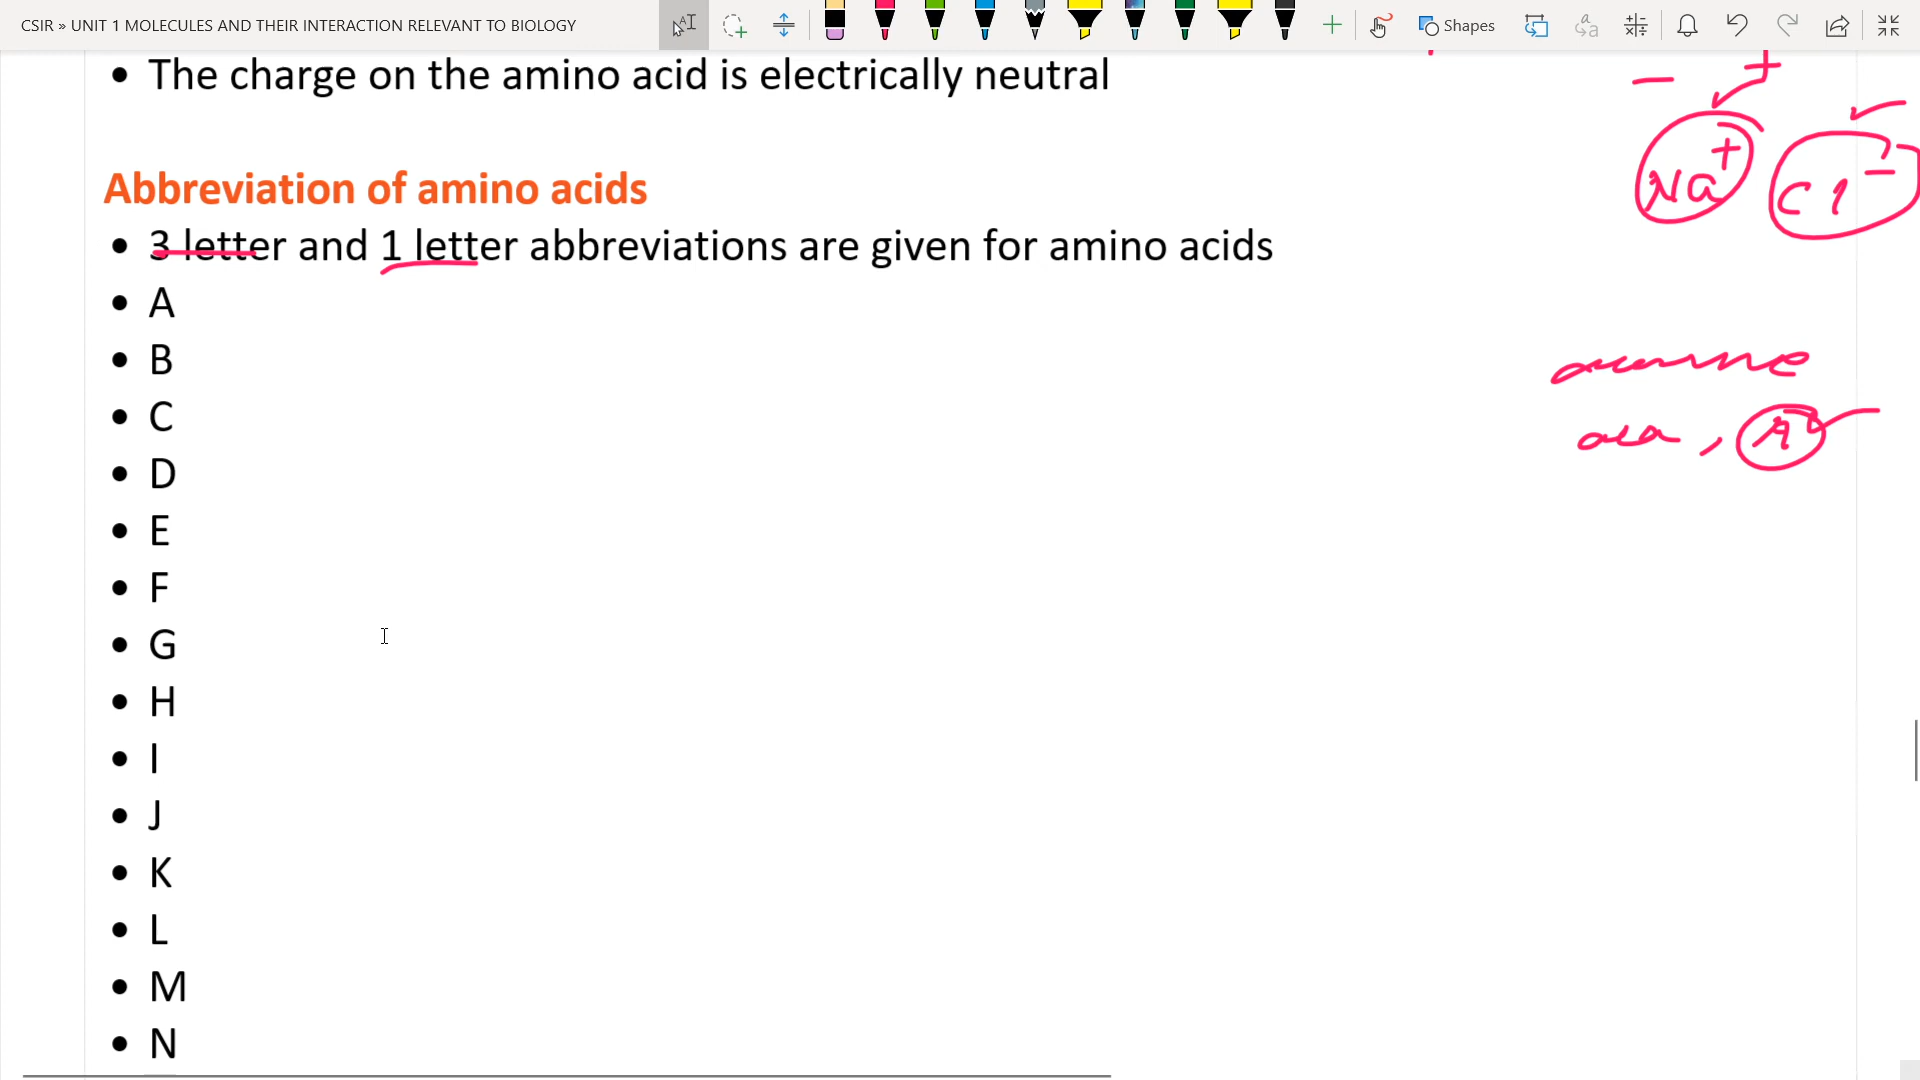 CSIR » UNIT 1 MOLECULES AND THEIR INTERACTION RELEVANT TO BIOLOGY
Shapes
• The charge on the amino acid is electrically neutral
− +
Na+ Cl−
Abbreviation of amino acids
• 3 letter and 1 letter abbreviations are given for amino acids
• A
• B
• C
• D
• E
• F
• G
• H
• I
• J
• K
• L
• M
• N
ala, A